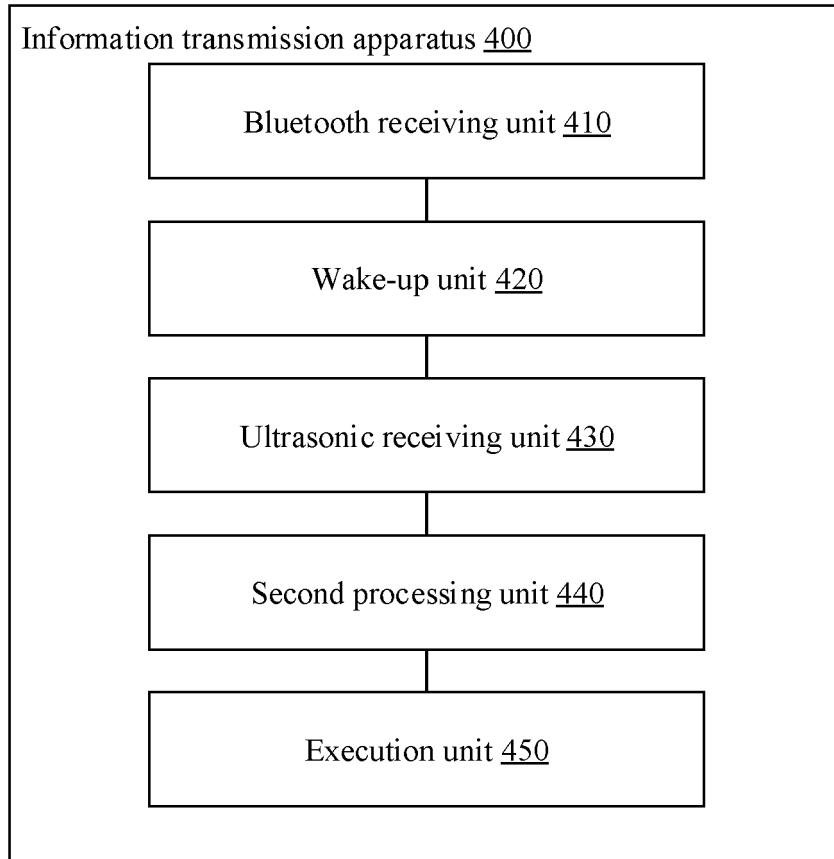 Information transmission apparatus 400
Bluetooth receiving unit 410
Wake-up unit 420
Ultrasonic receiving unit 430
Second processing unit 440
Execution unit 450